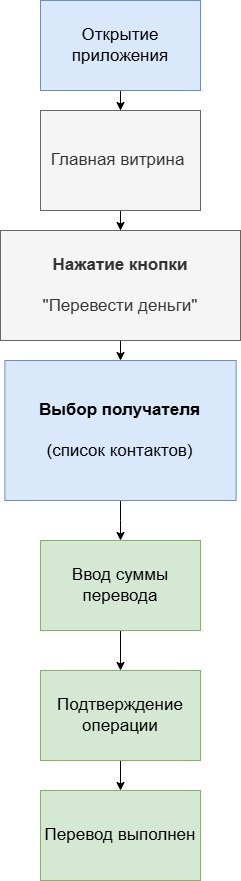 Открытие
приложения
Главная витрина
Нажатие кнопки
"Перевести деньги"
Выбор получателя
(список контактов)
Ввод суммы
перевода
Подтверждение
операции
Перевод выполнен